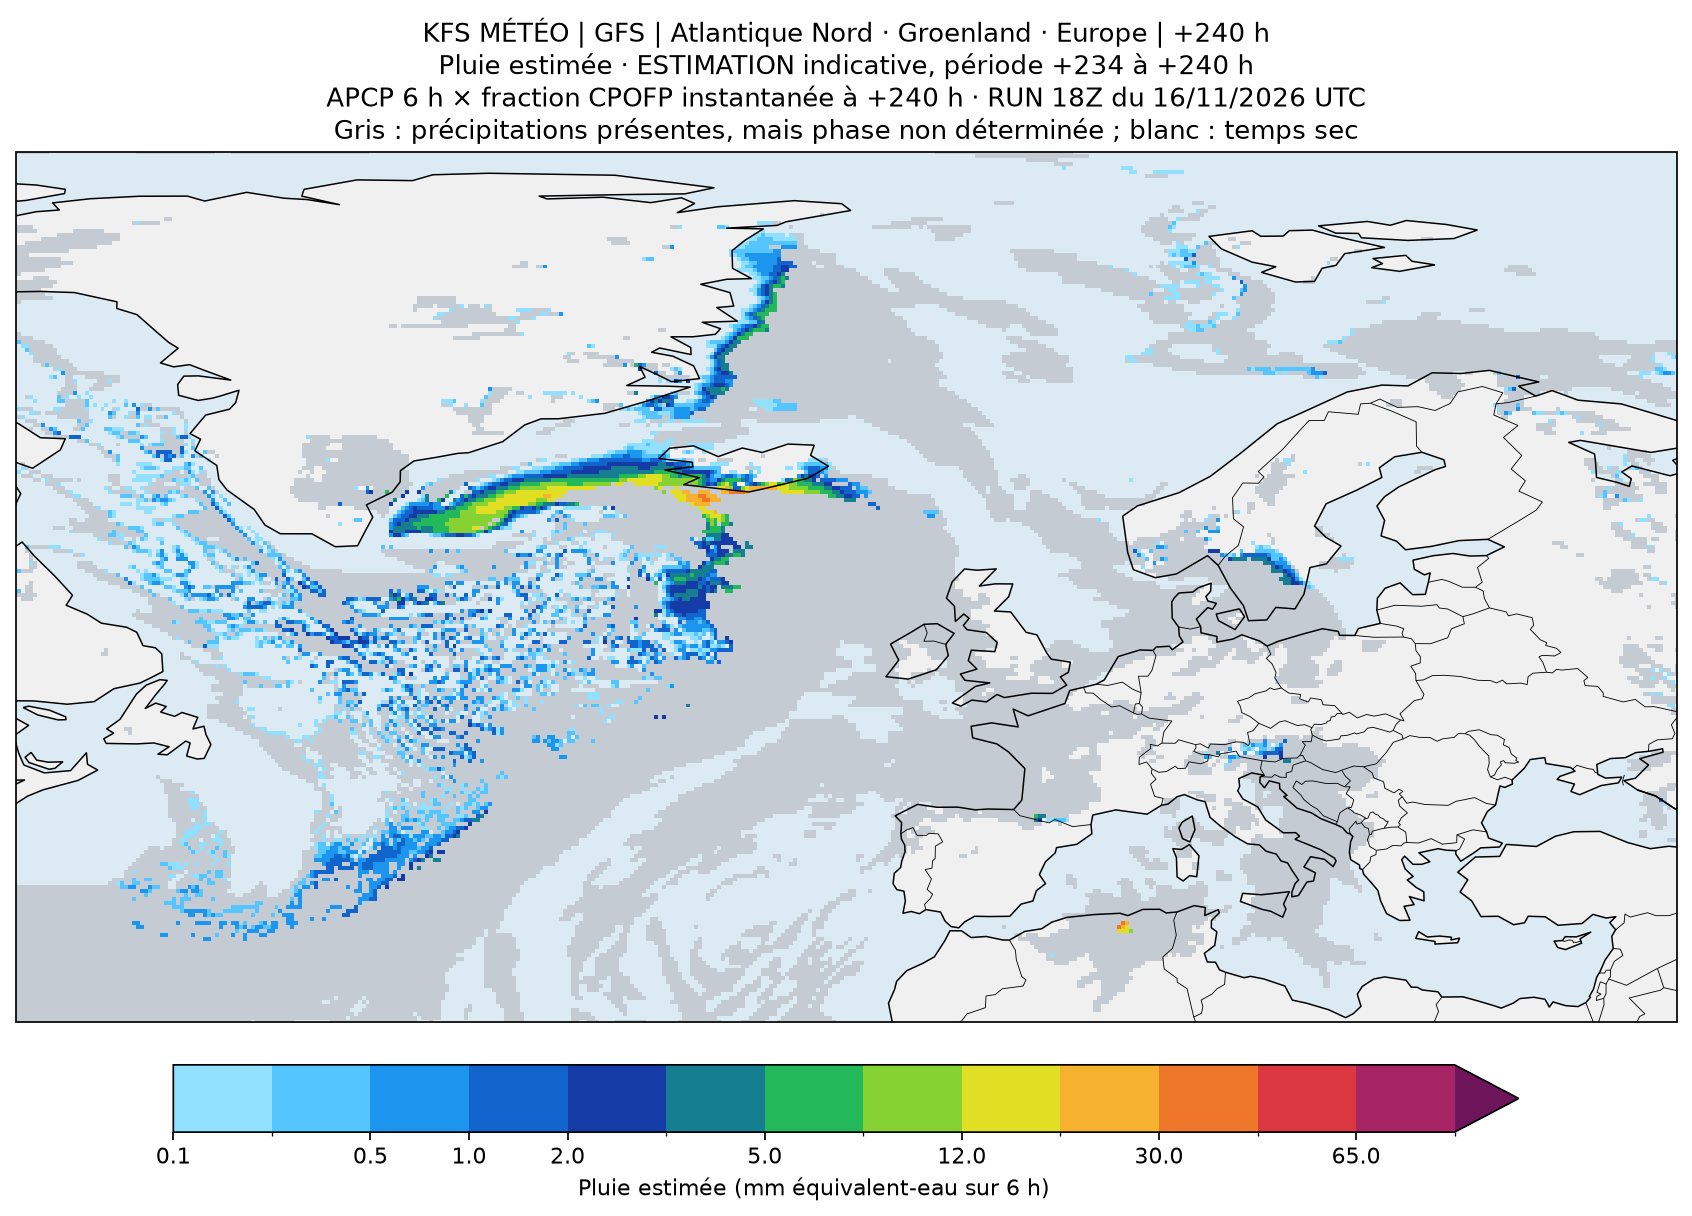 KFS MÉTÉO | GFS | Atlantique Nord · Groenland · Europe | +240 h
Pluie estimée · ESTIMATION indicative, période +234 à +240 h
APCP 6 h × fraction CPOFP instantanée à +240 h · RUN 18Z du 16/11/2026 UTC
Gris : précipitations présentes, mais phase non déterminée ; blanc : temps sec
0.1 0.5 1.0 2.0 5.0 12.0 30.0 65.0
Pluie estimée (mm équivalent-eau sur 6 h)